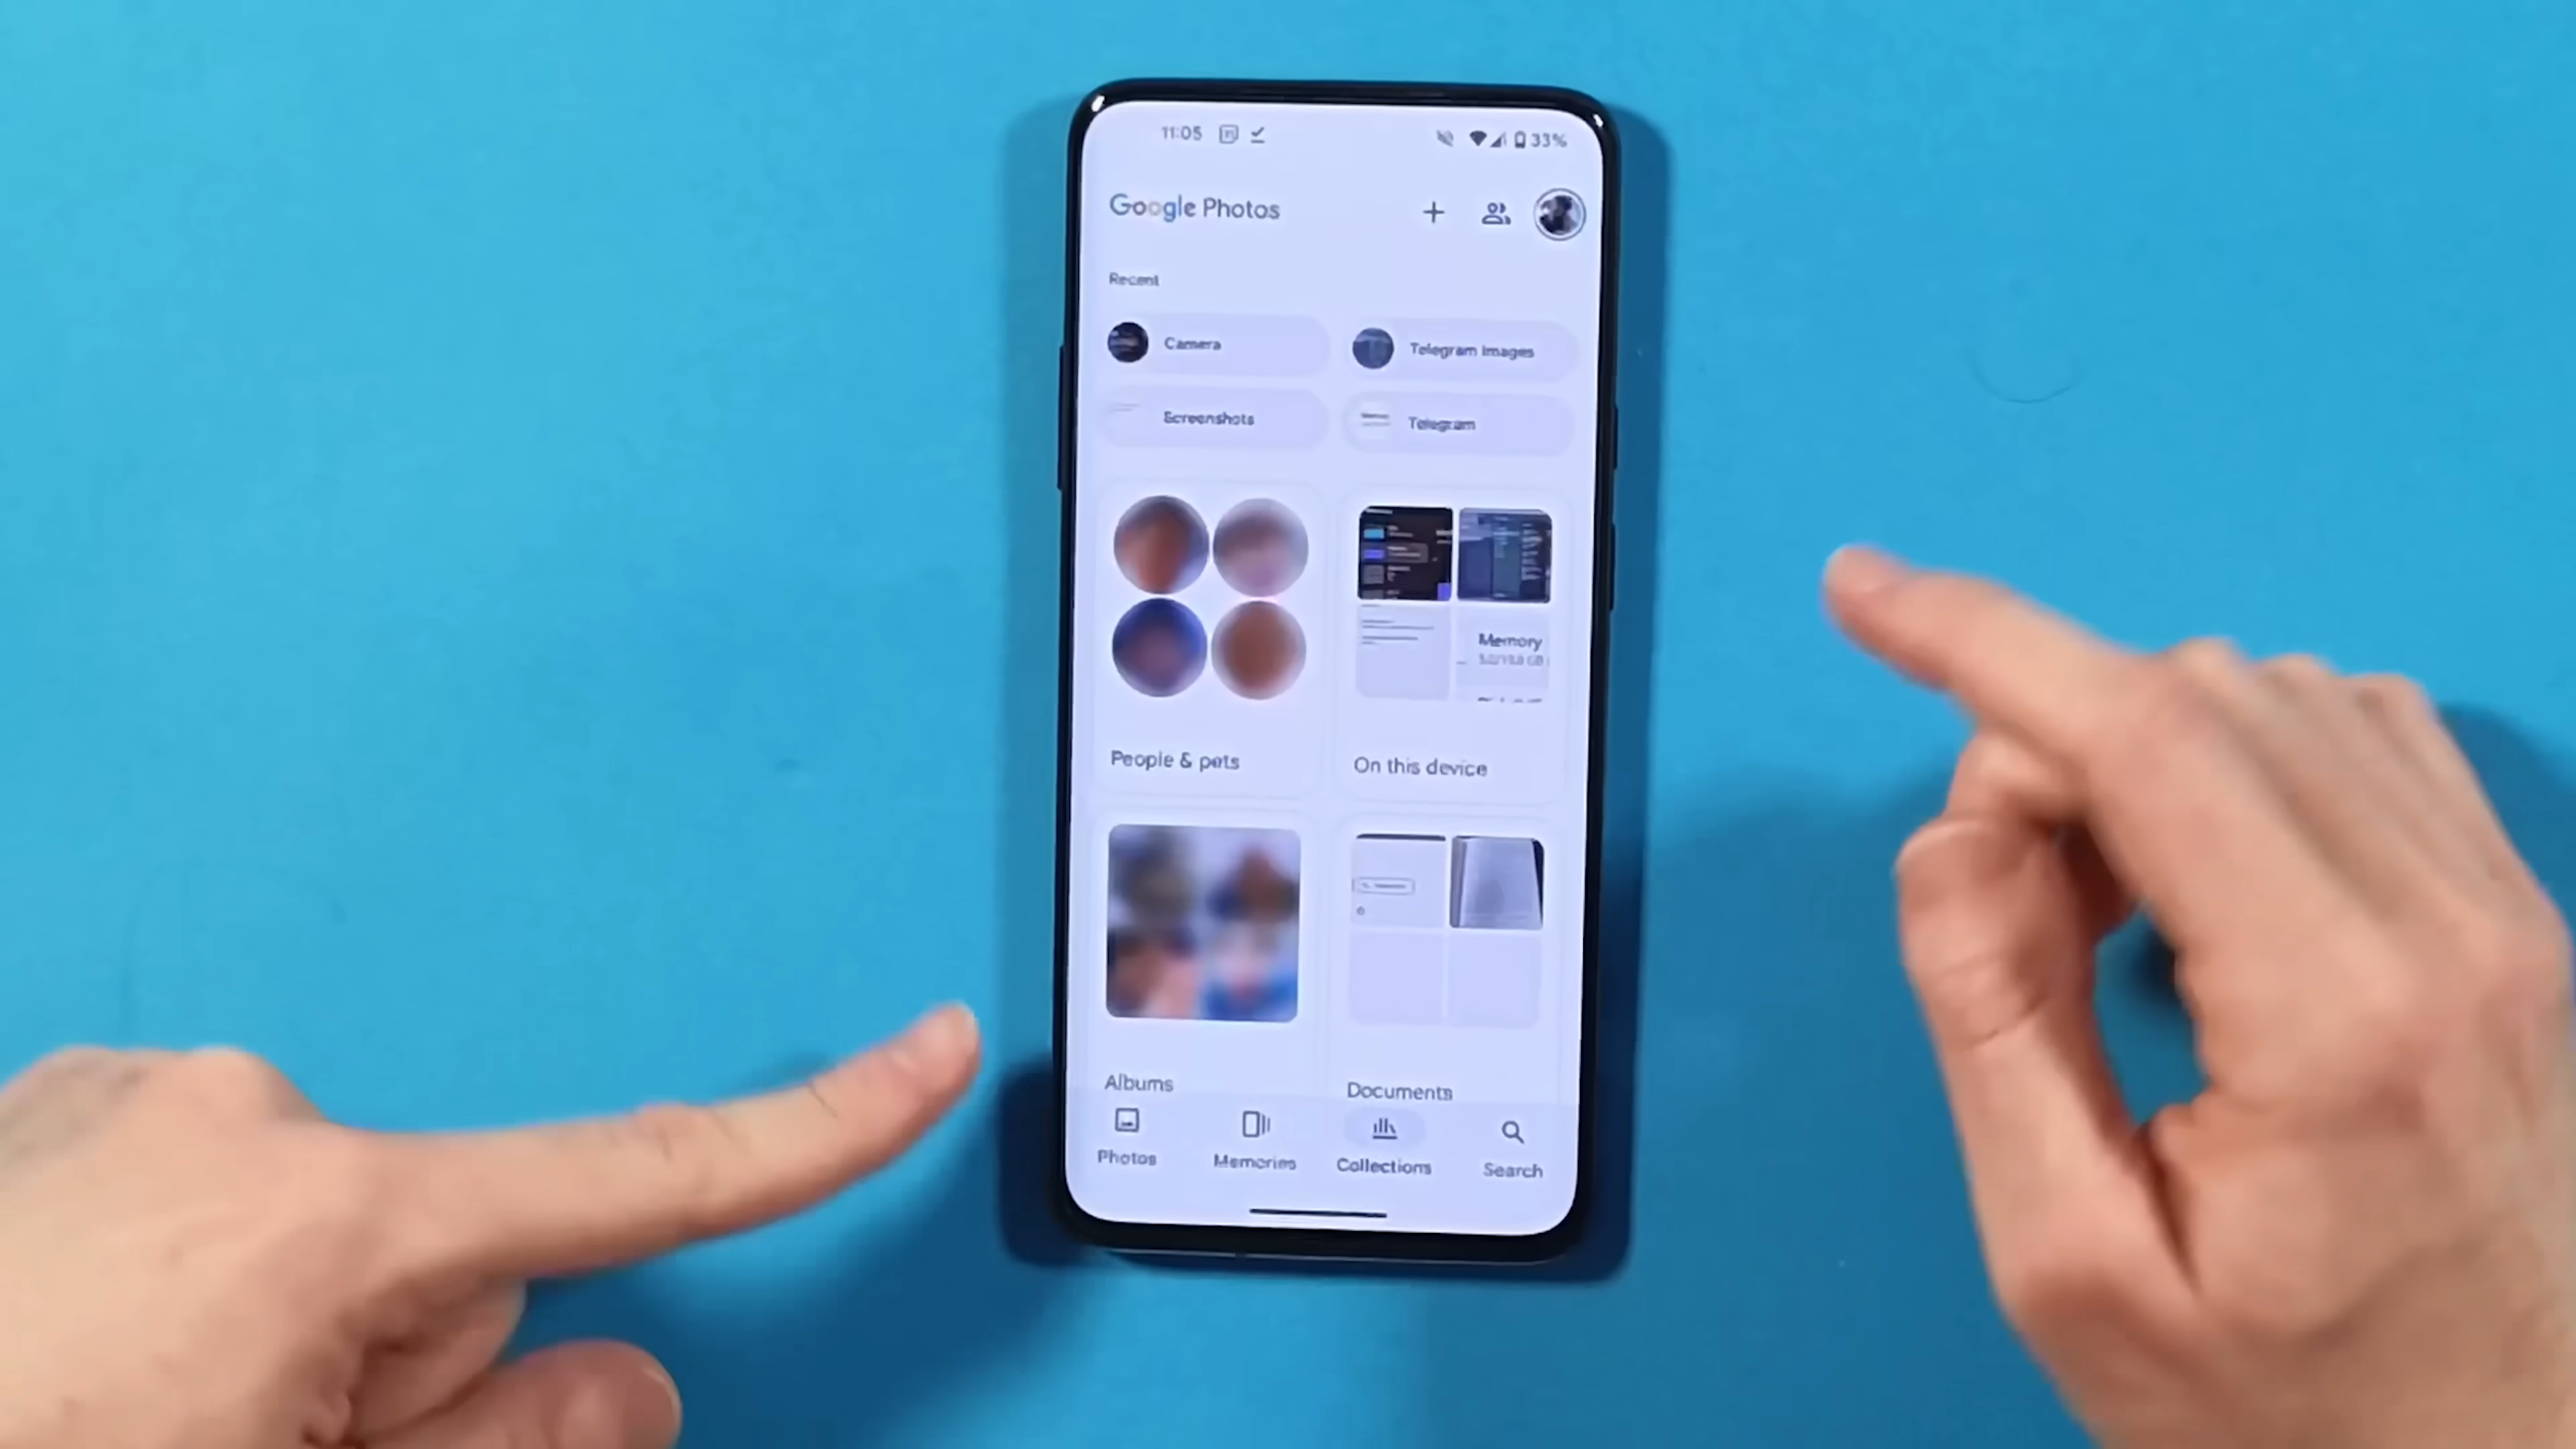 11:05
33%
Google Photos
Recent
Camera
Telegram Images
Screenshots
Telegram
Memory
People & pets
On this device
Albums
Documents
Photos
Memories
Collections
Search